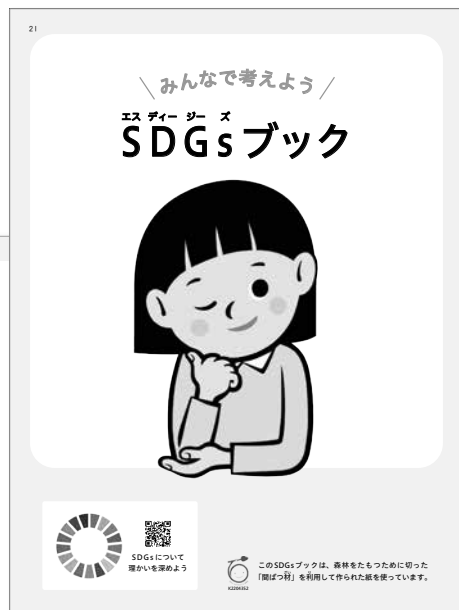 21
みんなで考えよう
エス ディー ジー ズ
SDGsブック
SDGsについて
理かいを深めよう
このSDGsブックは、森林をたもつために切った
「間ばつ材」を利用して作られた紙を使っています。